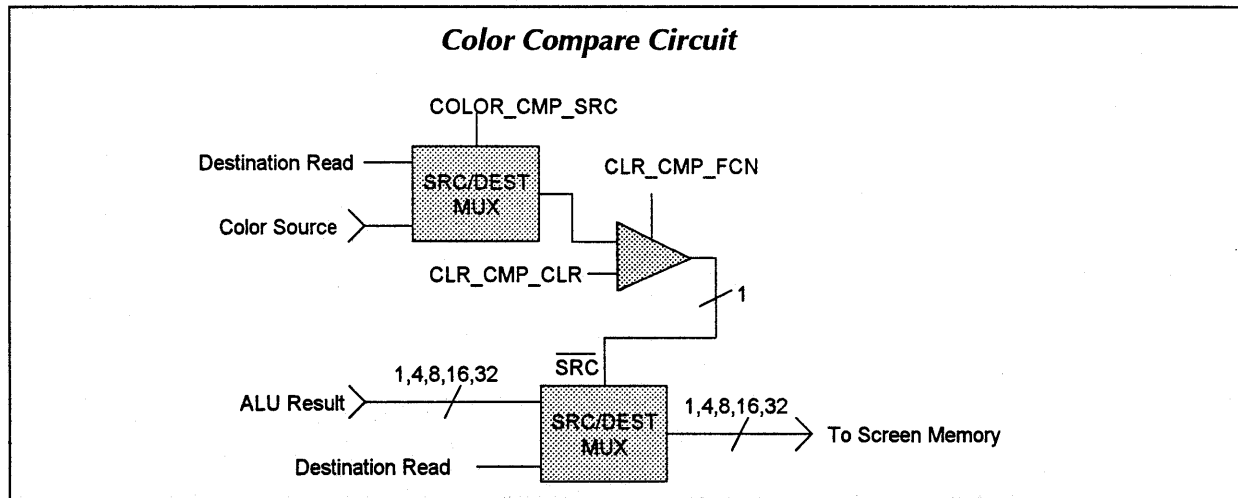 Color Compare Circuit
COLOR_CMP_SRC
Destination Read
SRC/DEST
MUX
CLR_CMP_FCN
Color Source
CLR_CMP_CLR
1
SRC
1,4,8,16,32
ALU Result
SRC/DEST
MUX
1,4,8,16,32
To Screen Memory
Destination Read